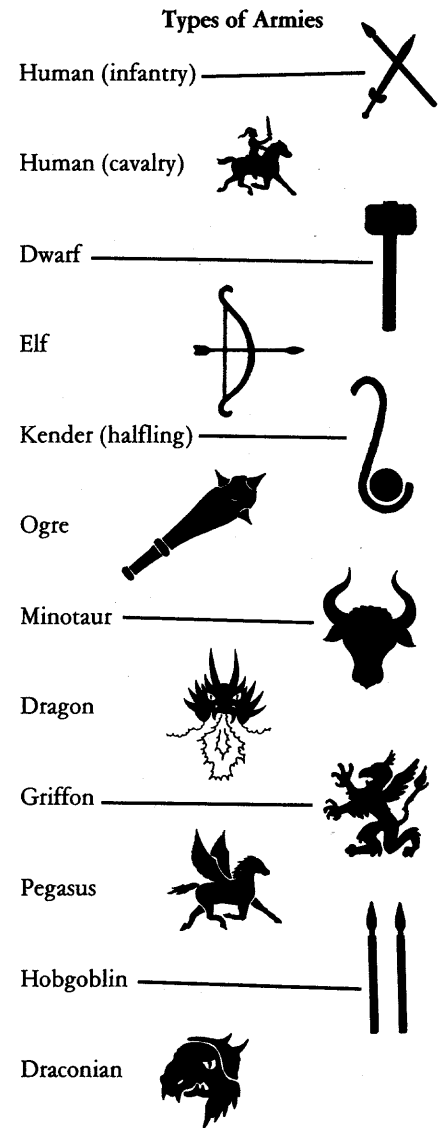 Types of Armies
Human (infantry)
Human (cavalry)
Dwarf
Elf
Kender (halfling)
Ogre
Minotaur
Dragon
Griffon
Pegasus
Hobgoblin
Draconian